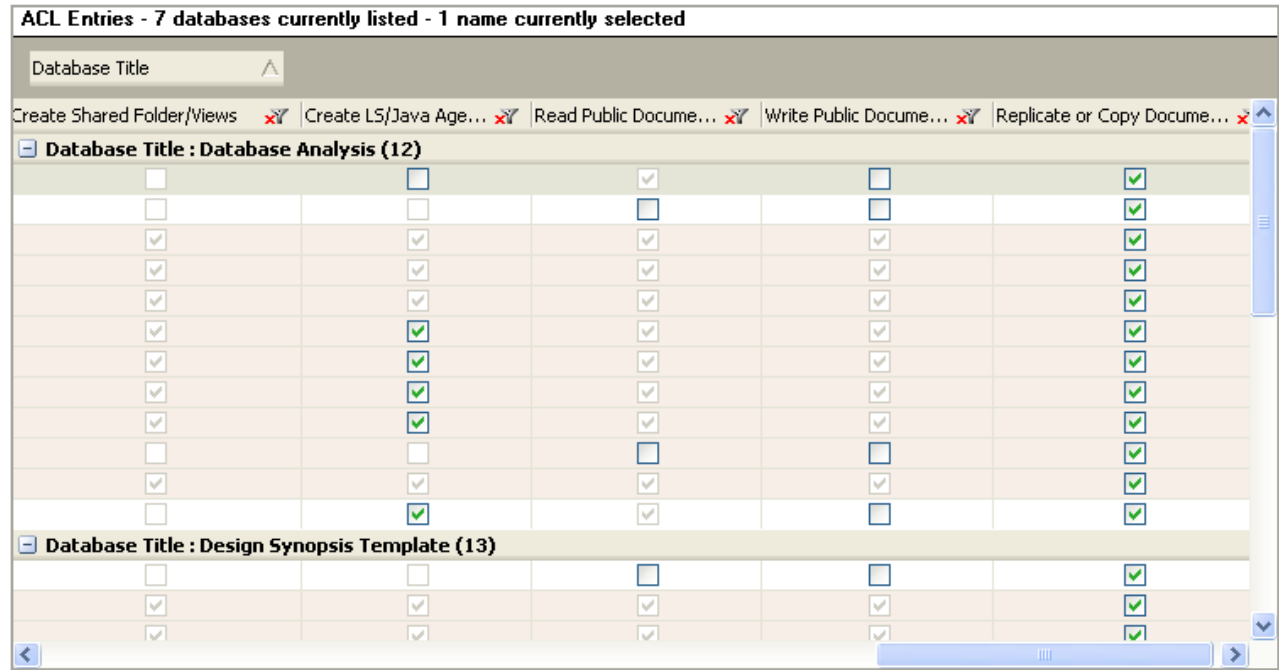 ACL Entries - 7 databases currently listed - 1 name currently selected
Database Title
Create Shared Folder/Views Create LS/Java Age... Read Public Docume... Write Public Docume... Replicate or Copy Docume...
Database Title : Database Analysis (12)
Database Title : Design Synopsis Template (13)